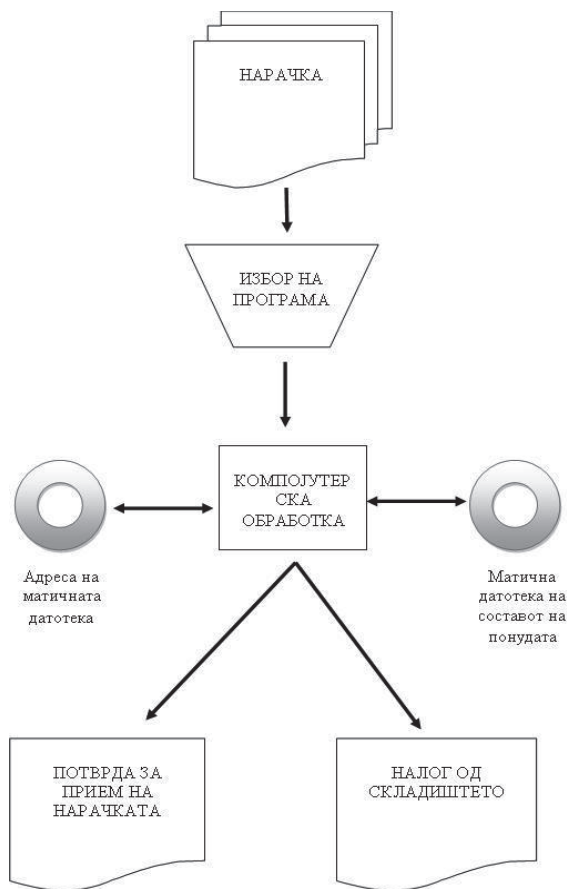 НАРАЧКА
ИЗБОР НА
ПРОГРАМА
КОМПОЈУТЕР
СКА
ОБРАБОТКА
Адреса на
матичната
датотека
Матична
датотека на
составот на
понудата
ПОТВРДА ЗА
ПРИЕМ НА
НАРАЧКАТА
НАЛОГ ОД
СКЛАДИШТЕТО